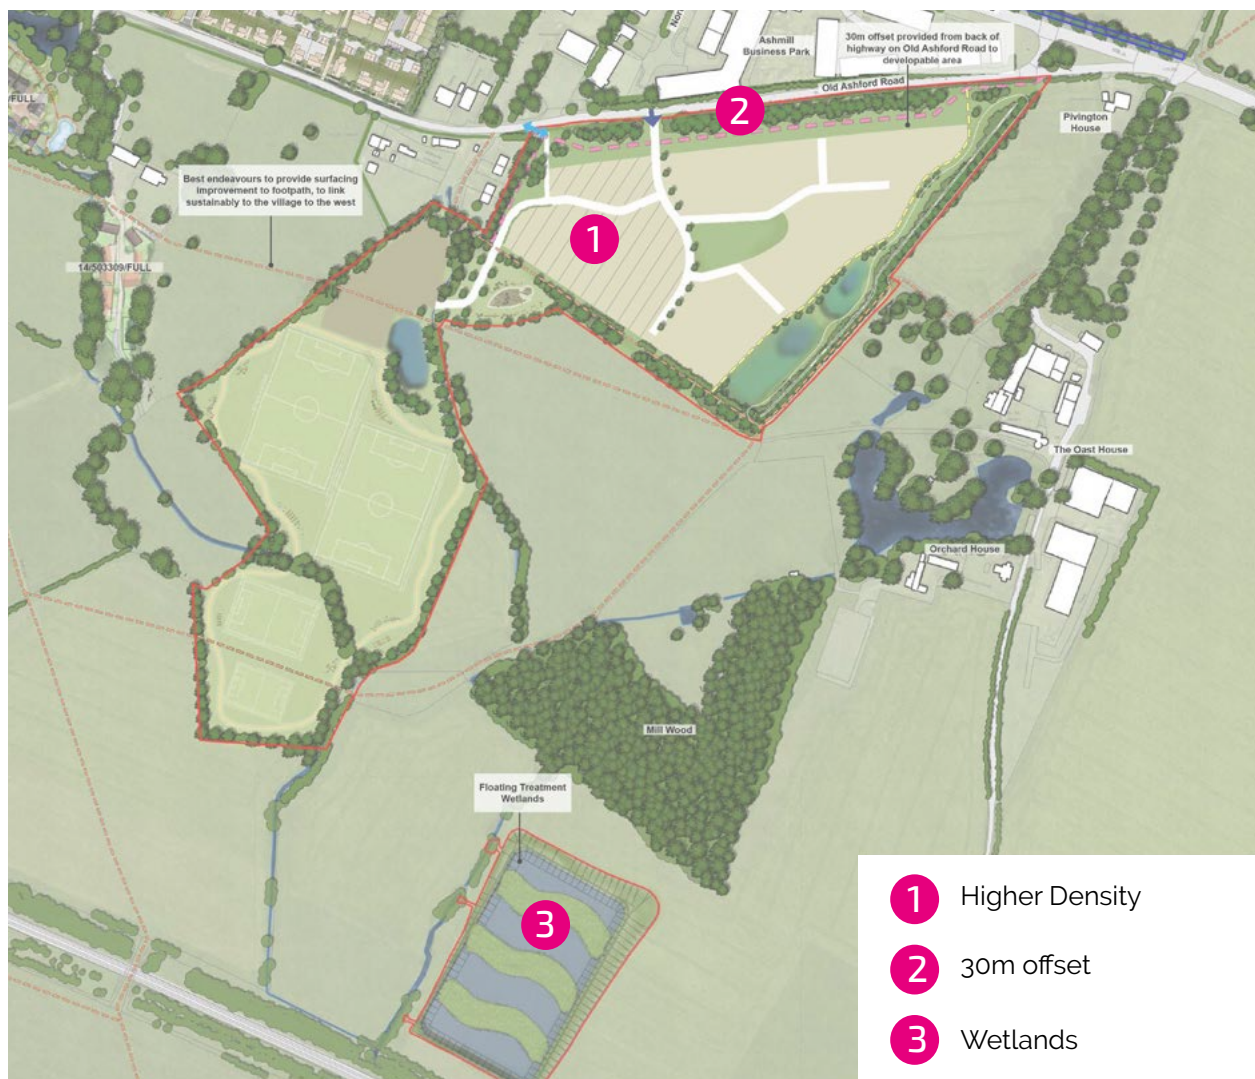 Ashmill
Business Park
30m offset provided from back of
highway on Old Ashford Road to
developable area
Old Ashford Road
2
/FULL
Pivington
House
Best endeavours to provide surfacing
improvement to footpath, to link
sustainably to the village to the west
1
14/503309/FULL
The Oast House
Orchard House
Mill Wood
Floating Treatment
Wetlands
3
1 Higher Density
2 30m offset
3 Wetlands